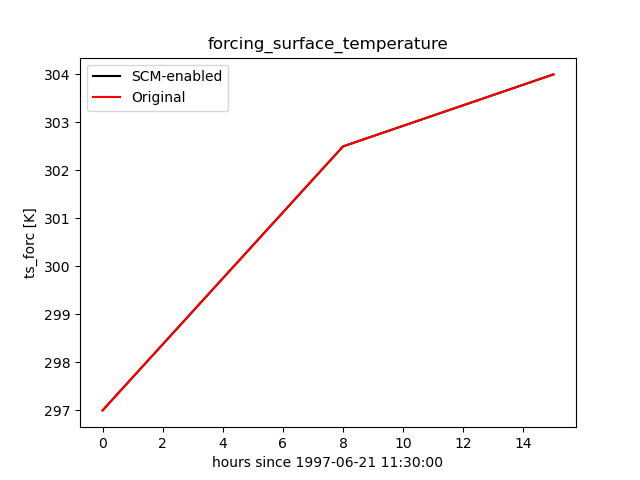 forcing_surface_temperature
SCM-enabled
Original
304
303
302
301
300
299
298
297
ts_forc [K]
0 2 4 6 8 10 12 14
hours since 1997-06-21 11:30:00